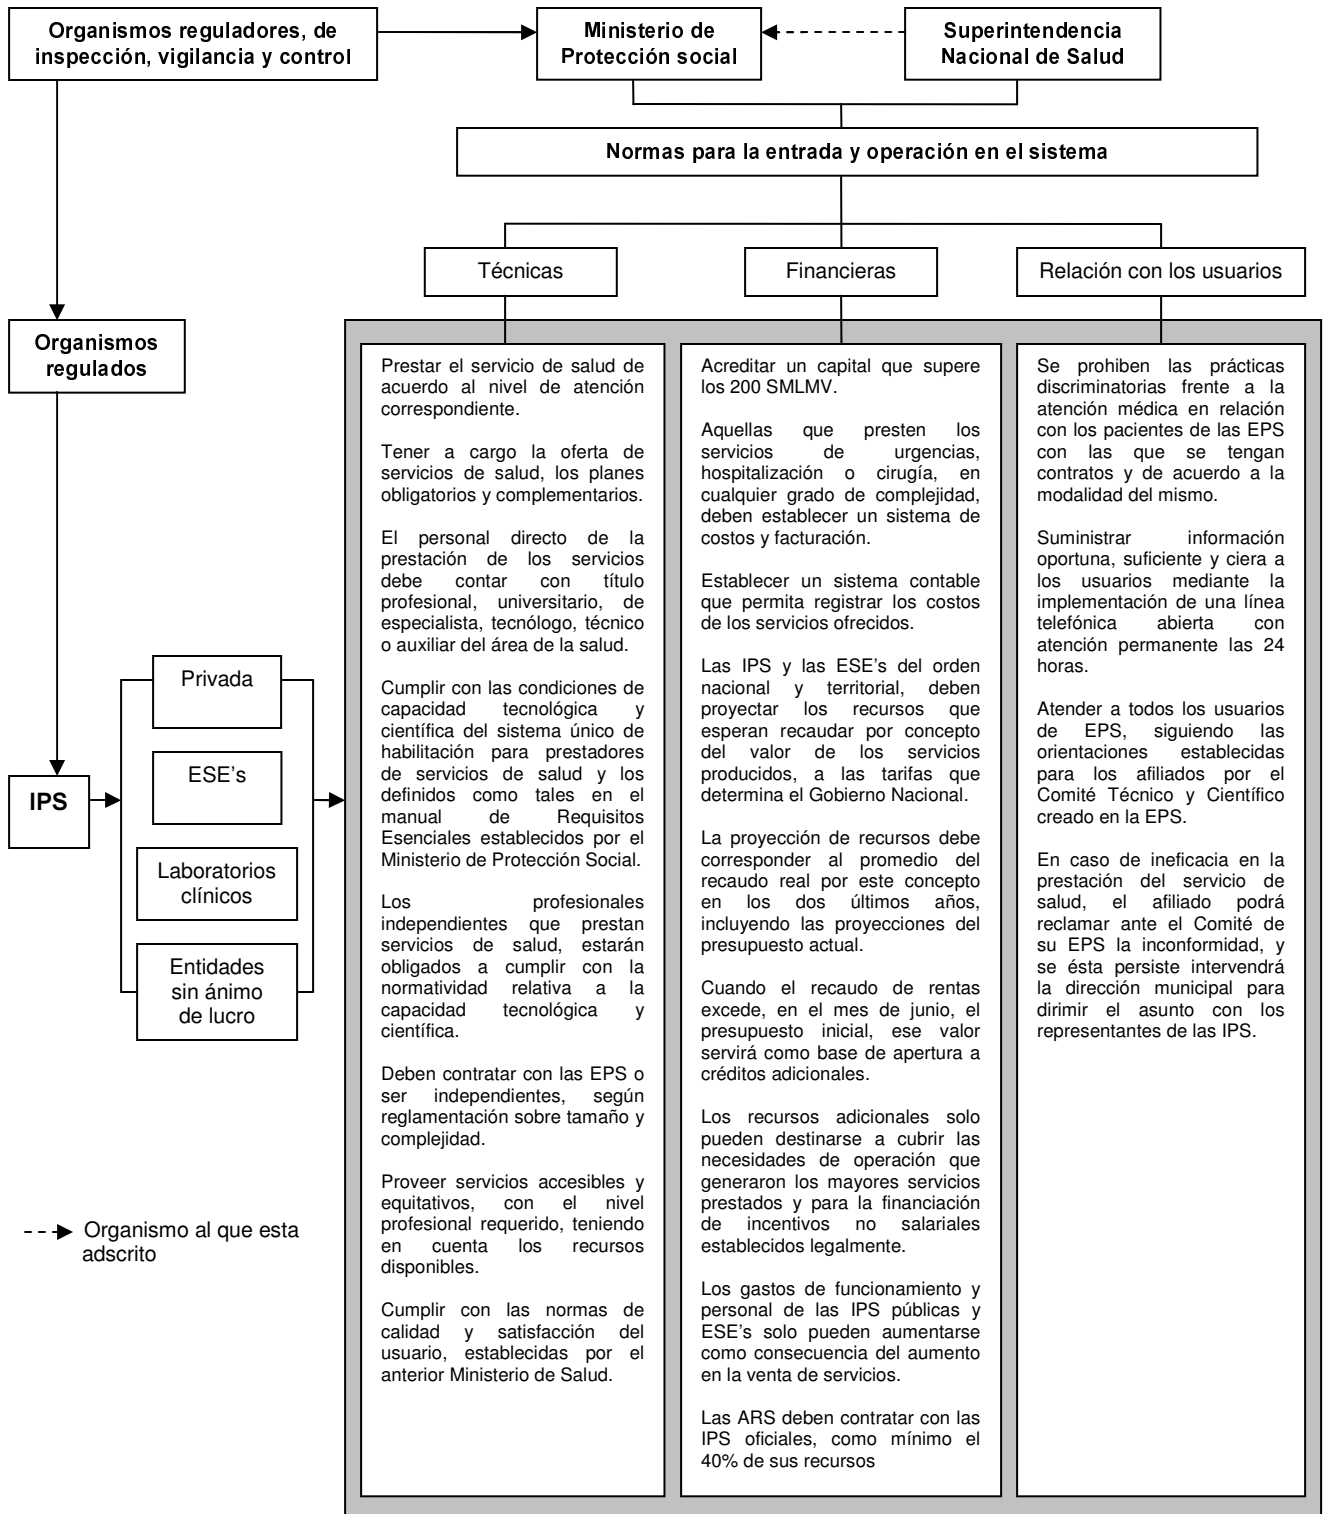 Organismos reguladores, de
inspección, vigilancia y control
Ministerio de
Protección social
Superintendencia
Nacional de Salud
Normas para la entrada y operación en el sistema
Técnicas
Financieras
Relación con los usuarios
Organismos
regulados
IPS
Privada
ESE's
Laboratorios
clínicos
Entidades
sin ánimo
de lucro
Prestar el servicio de salud de
acuerdo al nivel de atención
correspondiente.
Tener a cargo la oferta de
servicios de salud, los planes
obligatorios y complementarios.
El personal directo de la
prestación de los servicios
debe contar con título
profesional, universitario, de
especialista, tecnólogo, técnico
o auxiliar del área de la salud.
Cumplir con las condiciones de
capacidad tecnológica y
científica del sistema único de
habilitación para prestadores
de servicios de salud y los
definidos como tales en el
manual de Requisitos
Esenciales establecidos por el
Ministerio de Protección Social.
Los profesionales
independientes que prestan
servicios de salud, estarán
obligados a cumplir con la
normatividad relativa a la
capacidad tecnológica y
científica.
Deben contratar con las EPS o
ser independientes, según
reglamentación sobre tamaño y
complejidad.
Proveer servicios accesibles y
equitativos, con el nivel
profesional requerido, teniendo
en cuenta los recursos
disponibles.
Cumplir con las normas de
calidad y satisfacción del
usuario, establecidas por el
anterior Ministerio de Salud.
Acreditar un capital que supere
los 200 SMLMV.
Aquellas que presten los
servicios de urgencias,
hospitalización o cirugía, en
cualquier grado de complejidad,
deben establecer un sistema de
costos y facturación.
Establecer un sistema contable
que permita registrar los costos
de los servicios ofrecidos.
Las IPS y las ESE's del orden
nacional y territorial, deben
proyectar los recursos que
esperan recaudar por concepto
del valor de los servicios
producidos, a las tarifas que
determina el Gobierno Nacional.
La proyección de recursos debe
corresponder al promedio del
recaudo real por este concepto
en los dos últimos años,
incluyendo las proyecciones del
presupuesto actual.
Cuando el recaudo de rentas
excede, en el mes de junio, el
presupuesto inicial, ese valor
servirá como base de apertura a
créditos adicionales.
Los recursos adicionales solo
pueden destinarse a cubrir las
necesidades de operación que
generaron los mayores servicios
prestados y para la financiación
de incentivos no salariales
establecidos legalmente.
Los gastos de funcionamiento y
personal de las IPS públicas y
ESE's solo pueden aumentarse
como consecuencia del aumento
en la venta de servicios.
Las ARS deben contratar con las
IPS oficiales, como mínimo el
40% de sus recursos
Se prohiben las prácticas
discriminatorias frente a la
atención médica en relación
con los pacientes de las EPS
con las que se tengan
contratos y de acuerdo a la
modalidad del mismo.
Suministrar información
oportuna, suficiente y ciera a
los usuarios mediante la
implementación de una línea
telefónica abierta con
atención permanente las 24
horas.
Atender a todos los usuarios
de EPS, siguiendo las
orientaciones establecidas
para los afiliados por el
Comité Técnico y Científico
creado en la EPS.
En caso de ineficacia en la
prestación del servicio de
salud, el afiliado podrá
reclamar ante el Comité de
su EPS la inconformidad, y
se ésta persiste intervendrá
la dirección municipal para
dirimir el asunto con los
representantes de las IPS.
Organismo al que esta
adscrito